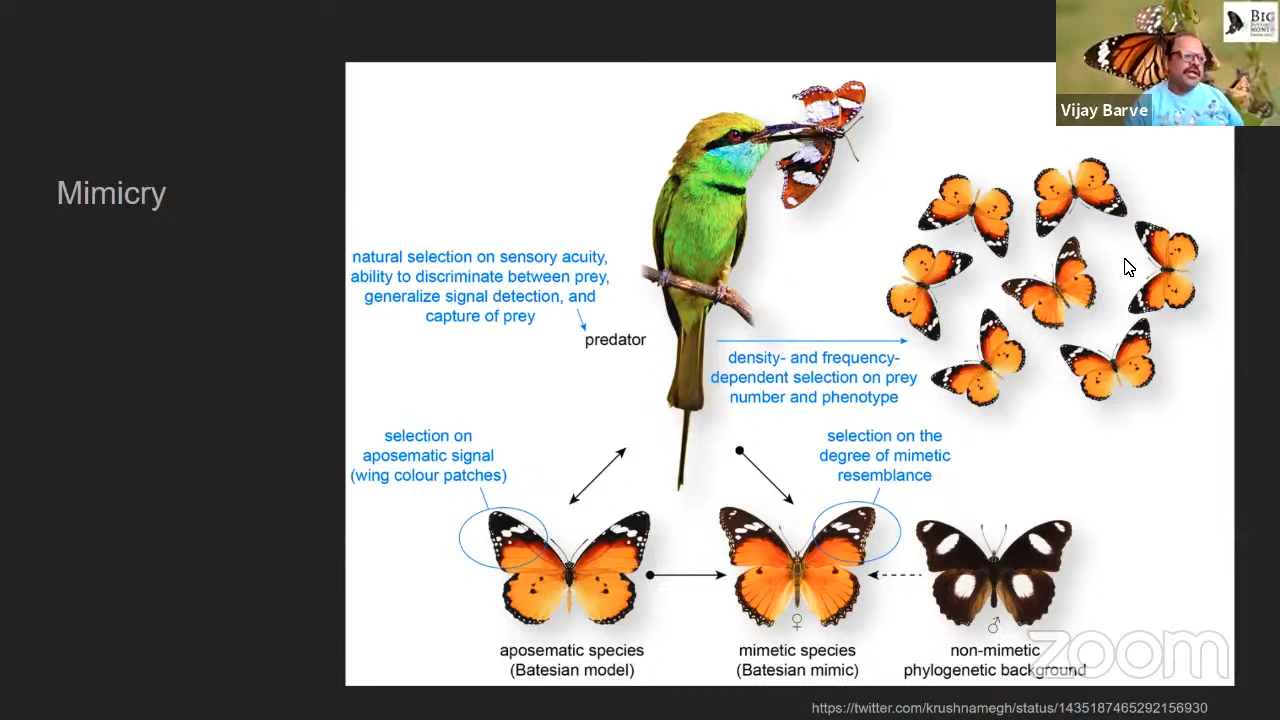 BIG
MONTH
Vijay Barve
Mimicry
natural selection on sensory acuity,
ability to discriminate between prey,
generalize signal detection, and
capture of prey
predator
density- and frequency-
dependent selection on prey
number and phenotype
selection on
aposematic signal
(wing colour patches)
selection on the
degree of mimetic
resemblance
♀
♂
aposematic species
(Batesian model)
mimetic species
(Batesian mimic)
non-mimetic
phylogenetic background
zoom
https://twitter.com/krushnamegh/status/1435187465292156930